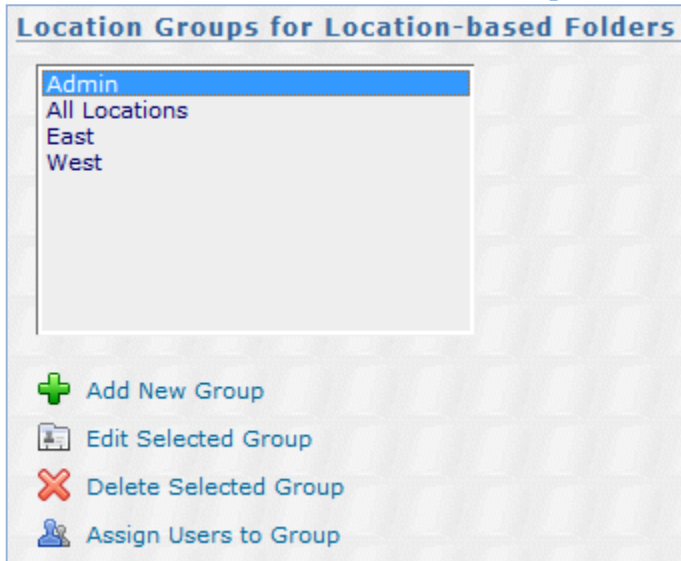 Location Groups for Location-based Folders
Admin
All Locations
East
West
Add New Group
Edit Selected Group
Delete Selected Group
Assign Users to Group